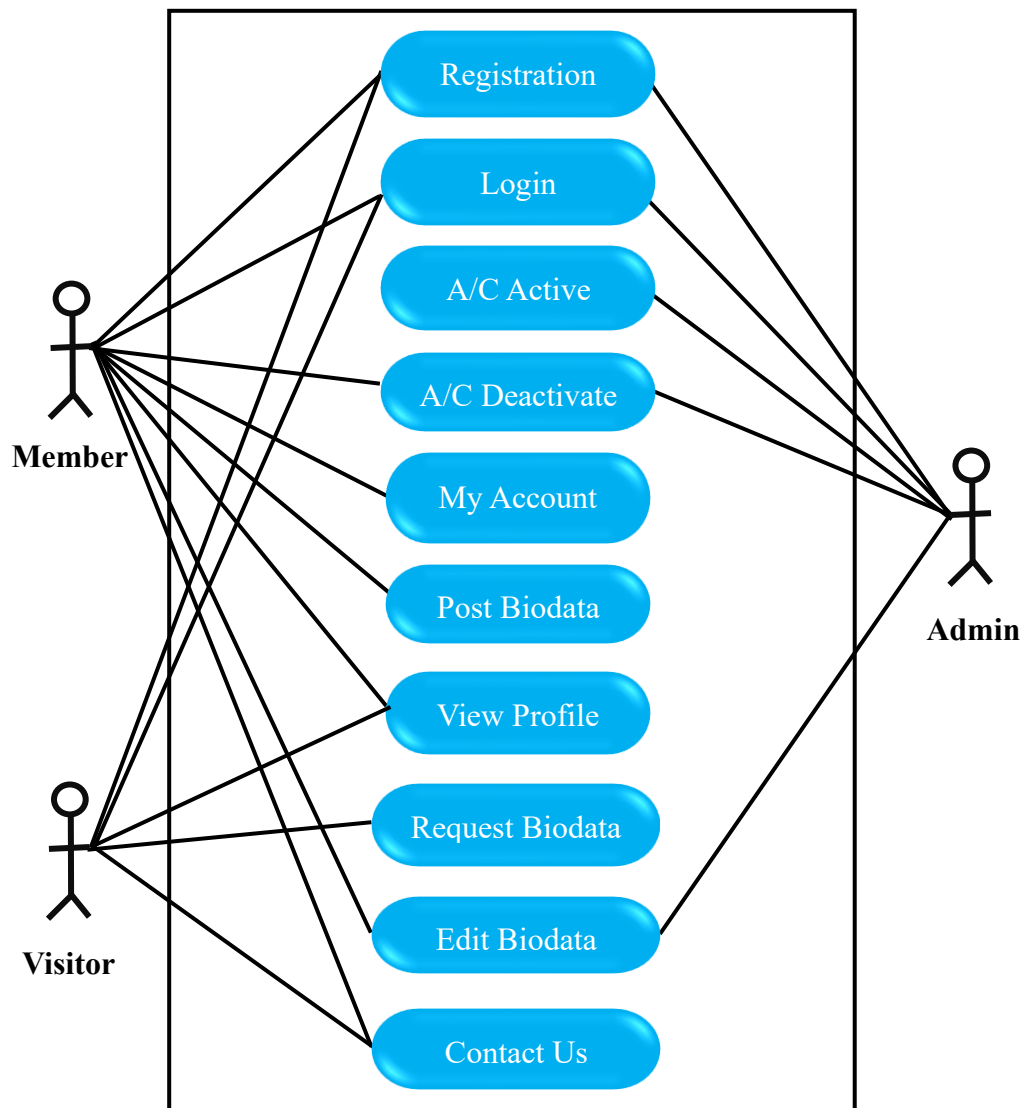 Registration
Login
A/C Active
A/C Deactivate
Member
My Account
Post Biodata
Admin
View Profile
Request Biodata
Edit Biodata
Visitor
Contact Us